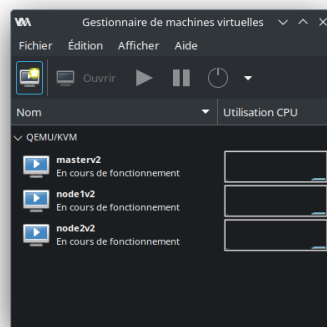 Gestionnaire de machines virtuelles
Fichier Édition Afficher Aide
Ouvrir
Nom Utilisation CPU
QEMU/KVM
masterv2
En cours de fonctionnement
node1v2
En cours de fonctionnement
node2v2
En cours de fonctionnement